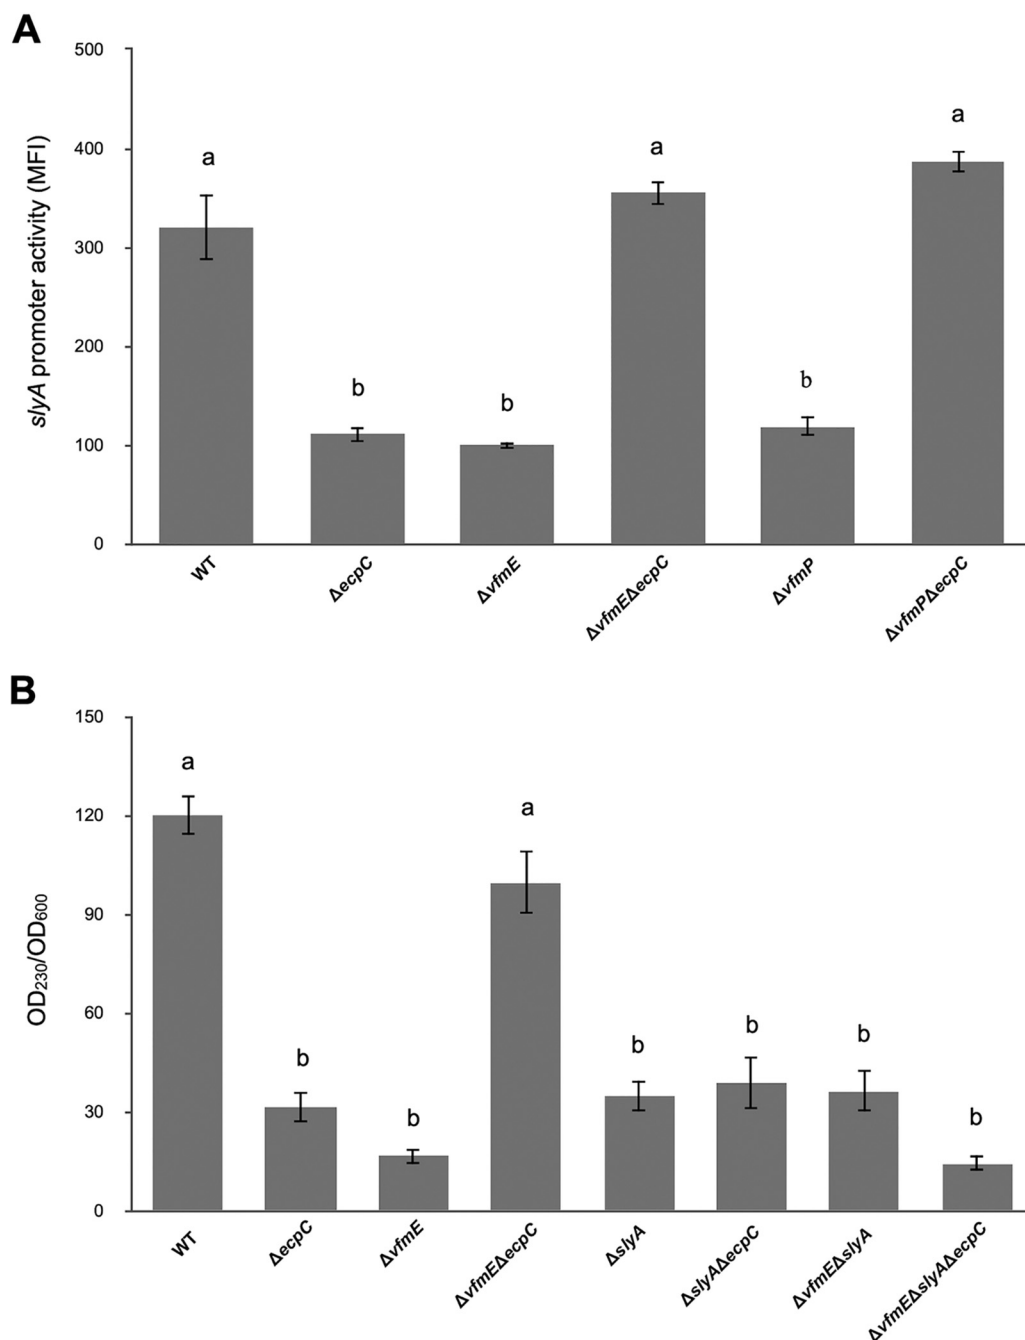 A
slyA promoter activity (MFI)
500
400
300
200
100
0
a
b
b
a
b
a
WT
ΔecpC
ΔvfmE
ΔvfmEΔecpC
ΔvfmP
ΔvfmPΔecpC
B
OD230/OD600
150
120
90
60
30
0
a
b
b
a
b
b
b
b
WT
ΔecpC
ΔvfmE
ΔvfmEΔecpC
ΔslyA
ΔslyAΔecpC
ΔvfmEΔslyA
ΔvfmEΔslyAΔecpC